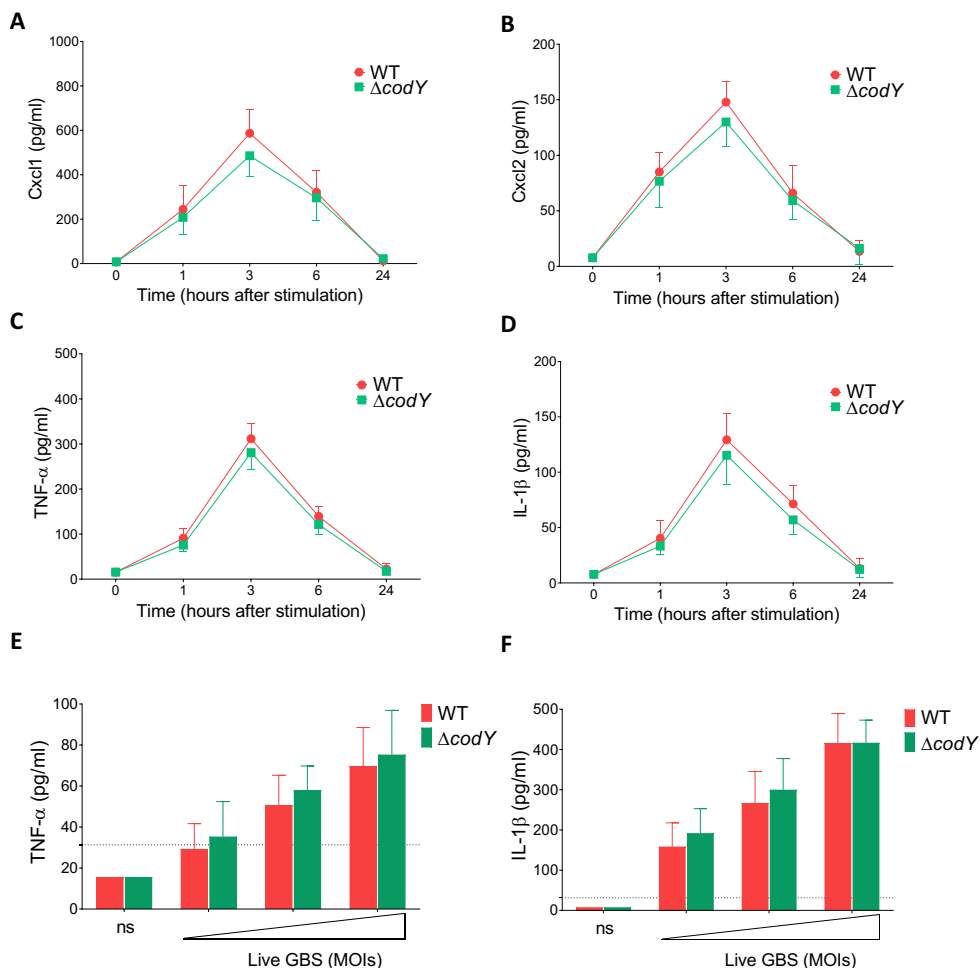 A
Cxcl1 (pg/ml)
1000
800
600
400
200
0
WT
ΔcodY
0 1 3 6 24
Time (hours after stimulation)
B
Cxcl2 (pg/ml)
200
150
100
50
0
WT
ΔcodY
0 1 3 6 24
Time (hours after stimulation)
C
TNF-α (pg/ml)
500
400
300
200
100
0
WT
ΔcodY
0 1 3 6 24
Time (hours after stimulation)
D
IL-1β (pg/ml)
200
150
100
50
0
WT
ΔcodY
0 1 3 6 24
Time (hours after stimulation)
E
TNF-α (pg/ml)
100
80
60
40
20
0
WT
ΔcodY
ns
Live GBS (MOIs)
F
IL-1β (pg/ml)
500
400
300
200
100
0
WT
ΔcodY
ns
Live GBS (MOIs)